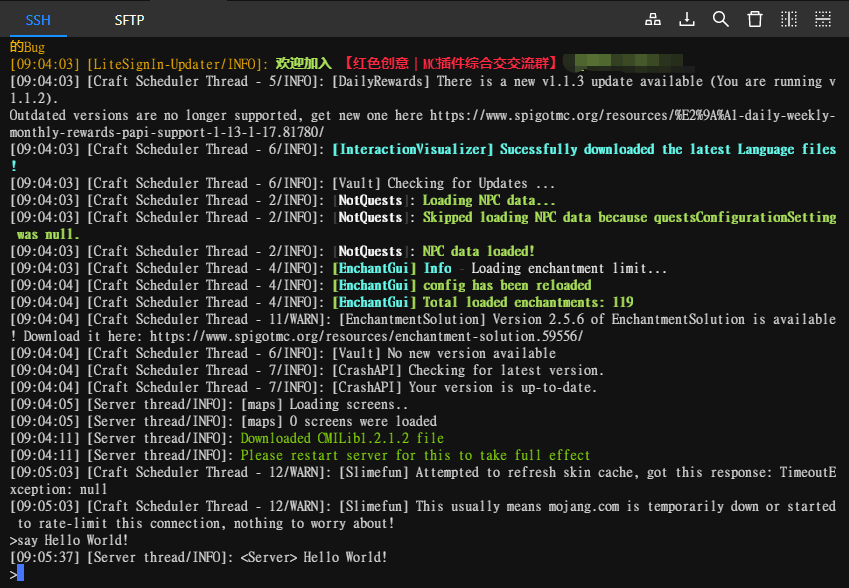 SSH SFTP
的Bug
[09:04:03] [LiteSignIn-Updater/INFO]: 欢迎加入 【红色创意|MC插件综合交交流群】
[09:04:03] [Craft Scheduler Thread - 5/INFO]: [DailyRewards] There is a new v1.1.3 update available (You are running v
1.1.2).
Outdated versions are no longer supported, get new one here https://www.spigotmc.org/resources/%E2%9A%A1-daily-weekly-
monthly-rewards-papi-support-1-13-1-17.81780/
[09:04:03] [Craft Scheduler Thread - 6/INFO]: [InteractionVisualizer] Sucessfully downloaded the latest Language files
!
[09:04:03] [Craft Scheduler Thread - 6/INFO]: [Vault] Checking for Updates ...
[09:04:03] [Craft Scheduler Thread - 2/INFO]: |NotQuests|: Loading NPC data...
[09:04:03] [Craft Scheduler Thread - 2/INFO]: |NotQuests|: Skipped loading NPC data because questsConfigurationSetting
 was null.
[09:04:03] [Craft Scheduler Thread - 2/INFO]: |NotQuests|: NPC data loaded!
[09:04:03] [Craft Scheduler Thread - 4/INFO]: [EnchantGui] Info - Loading enchantment limit...
[09:04:04] [Craft Scheduler Thread - 4/INFO]: [EnchantGui] config has been reloaded
[09:04:04] [Craft Scheduler Thread - 4/INFO]: [EnchantGui] Total loaded enchantments: 119
[09:04:04] [Craft Scheduler Thread - 11/WARN]: [EnchantmentSolution] Version 2.5.6 of EnchantmentSolution is available
! Download it here: https://www.spigotmc.org/resources/enchantment-solution.59556/
[09:04:04] [Craft Scheduler Thread - 6/INFO]: [Vault] No new version available
[09:04:04] [Craft Scheduler Thread - 7/INFO]: [CrashAPI] Checking for latest version.
[09:04:04] [Craft Scheduler Thread - 7/INFO]: [CrashAPI] Your version is up-to-date.
[09:04:05] [Server thread/INFO]: [maps] Loading screens..
[09:04:05] [Server thread/INFO]: [maps] 0 screens were loaded
[09:04:11] [Server thread/INFO]: Downloaded CMILib1.2.1.2 file
[09:04:11] [Server thread/INFO]: Please restart server for this to take full effect
[09:05:03] [Craft Scheduler Thread - 12/WARN]: [Slimefun] Attempted to refresh skin cache, got this response: TimeoutE
xception: null
[09:05:03] [Craft Scheduler Thread - 12/WARN]: [Slimefun] This usually means mojang.com is temporarily down or started
 to rate-limit this connection, nothing to worry about!
>say Hello World!
[09:05:37] [Server thread/INFO]: <Server> Hello World!
>